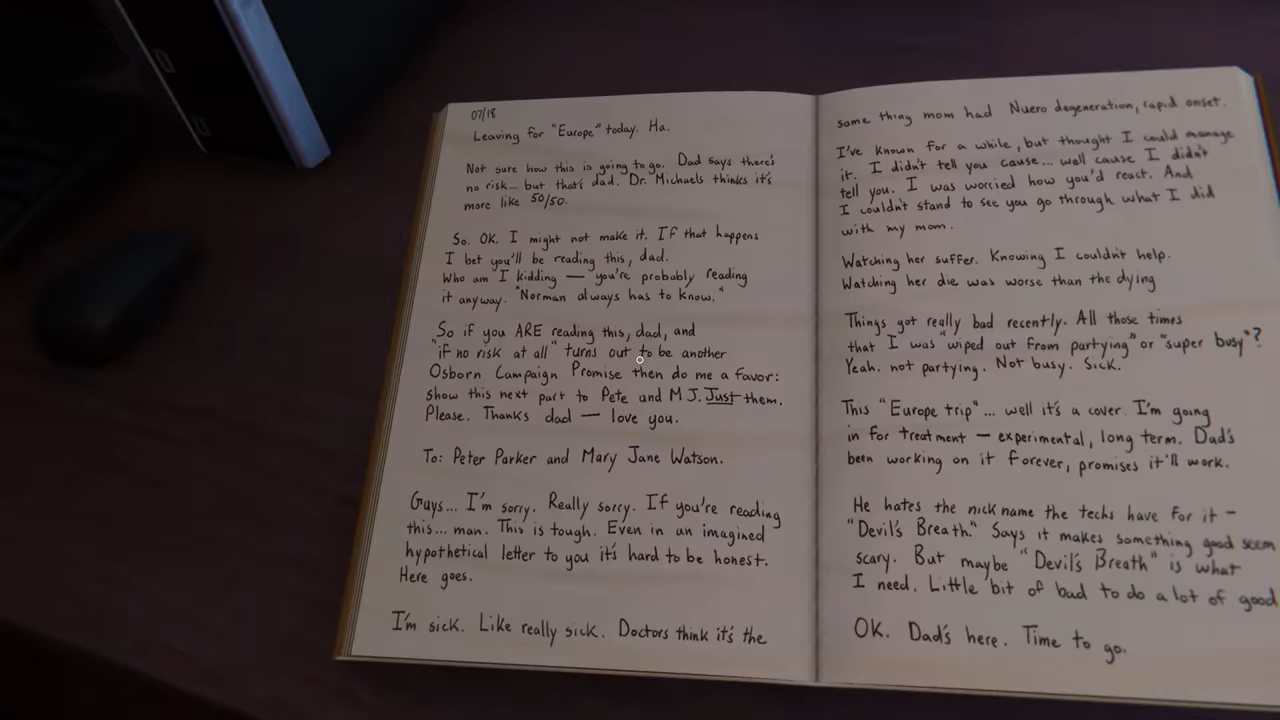 07/18
Leaving for "Europe" today. Ha.
Not sure how this is going to go. Dad says there's
no risk... but that's dad. Dr. Michaels thinks it's
more like 50/50.
So. OK. I might not make it. If that happens
I bet you'll be reading this, dad.
Who am I kidding — you're probably reading
it anyway. "Norman always has to know."
So if you ARE reading this, dad, and
"if no risk at all" turns out to be another
Osborn Campaign Promise then do me a favor:
show this next part to Pete and MJ. Just them.
Please. Thanks dad — love you.
To: Peter Parker and Mary Jane Watson.
Guys... I'm sorry. Really sorry. If you're reading
this... man. This is tough. Even in an imagined
hypothetical letter to you it's hard to be honest.
Here goes.
I'm sick. Like really sick. Doctors think it's the
same thing mom had Nuero degeneration, rapid onset.
I've known for a while, but thought I could manage
it. I didn't tell you cause... well cause I didn't
tell you. I was worried how you'd react. And
I couldn't stand to see you go through what I did
with my mom.
Watching her suffer. Knowing I couldn't help.
Watching her die was worse than the dying
Things got really bad recently. All those times
that I was "wiped out from partying" or "super busy"?
Yeah. not partying. Not busy. Sick.
This "Europe trip"... well it's a cover. I'm going
in for treatment — experimental, long term. Dad's
been working on it forever, promises it'll work.
He hates the nickname the techs have for it –
"Devil's Breath." Says it makes something good seem
scary. But maybe "Devil's Breath" is what
I need. Little bit of bad to do a lot of good
OK. Dad's here. Time to go.